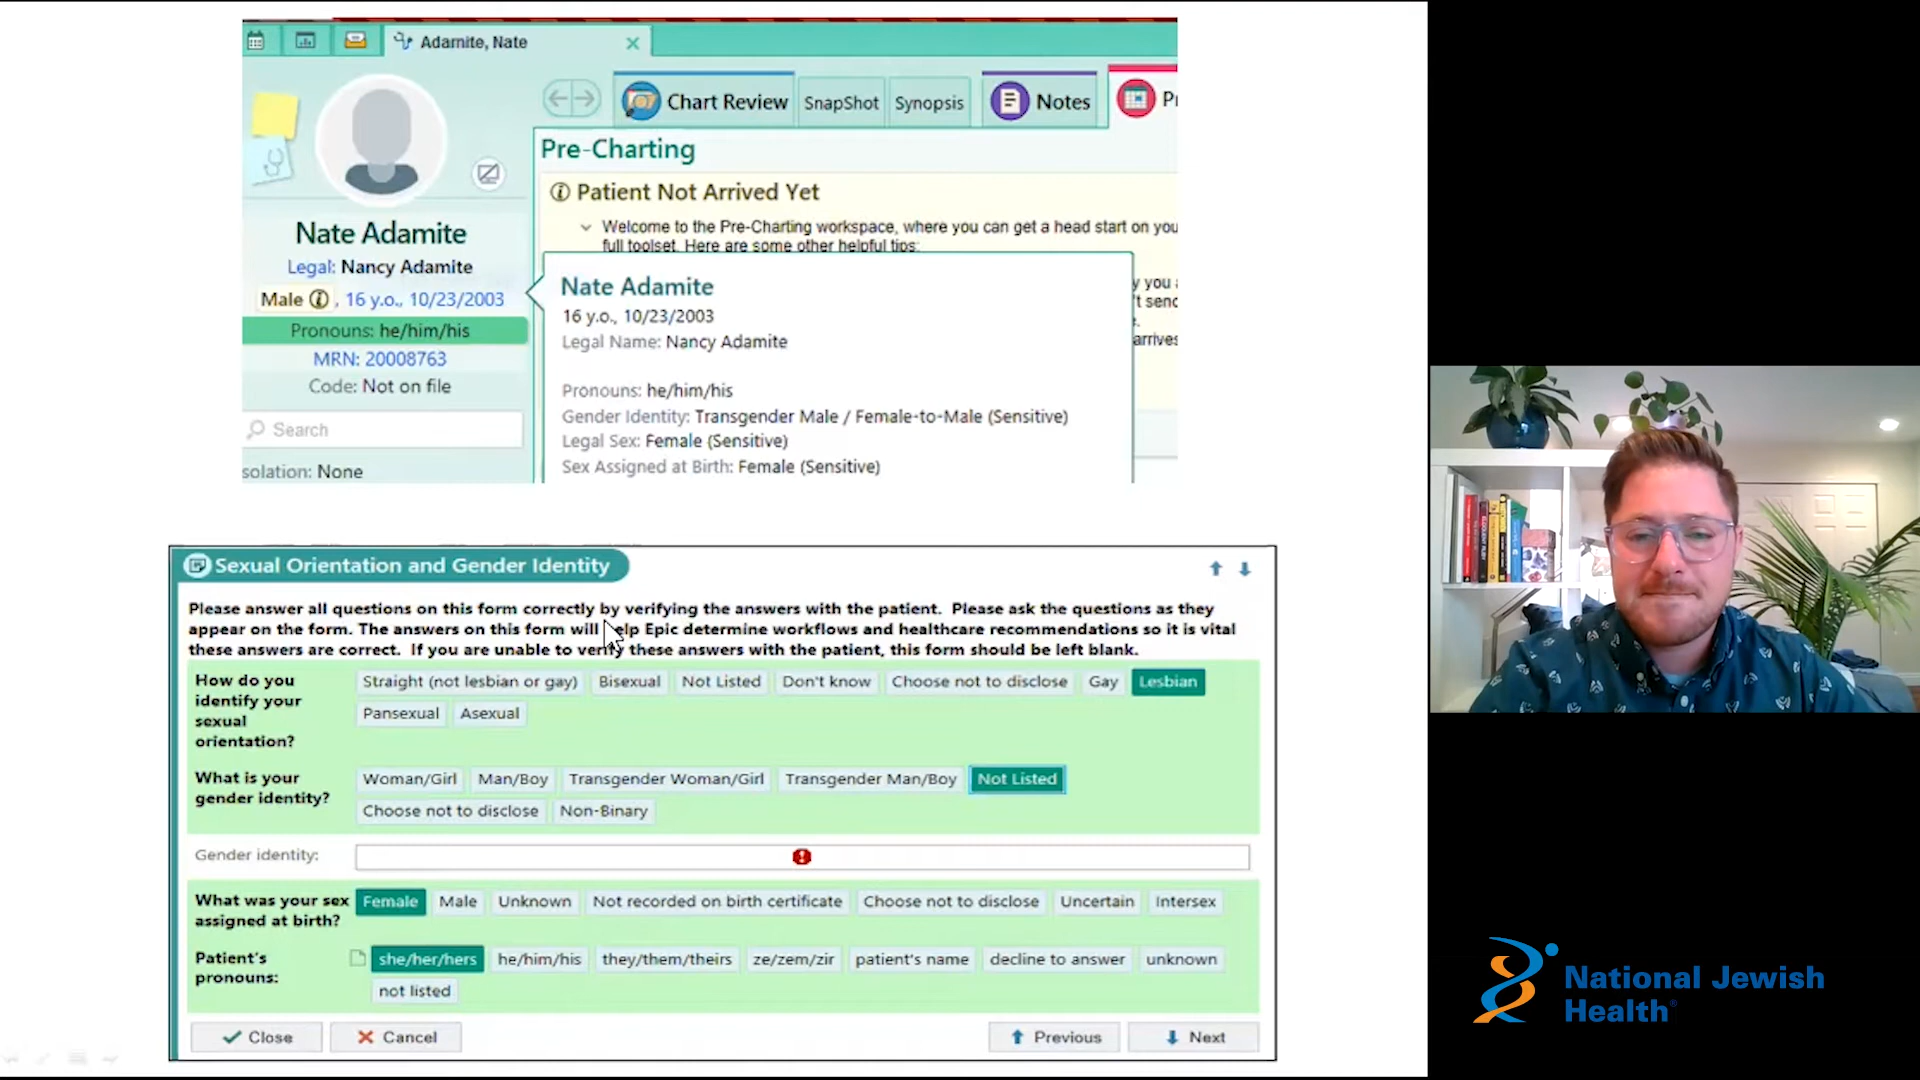 Adamite, Nate
Chart Review
SnapShot
Synopsis
Notes
Pre-Charting
Patient Not Arrived Yet
Welcome to the Pre-Charting workspace, where you can get a head start on you
full toolset. Here are some other helpful tips:
Nate Adamite
Legal: Nancy Adamite
Male , 16 y.o., 10/23/2003
Pronouns: he/him/his
MRN: 20008763
Code: Not on file
Search
solation: None
Nate Adamite
16 y.o., 10/23/2003
Legal Name: Nancy Adamite
Pronouns: he/him/his
Gender Identity: Transgender Male / Female-to-Male (Sensitive)
Legal Sex: Female (Sensitive)
Sex Assigned at Birth: Female (Sensitive)
y you
't send
arrives
Sexual Orientation and Gender Identity
Please answer all questions on this form correctly by verifying the answers with the patient. Please ask the questions as they
appear on the form. The answers on this form will help Epic determine workflows and healthcare recommendations so it is vital
these answers are correct. If you are unable to verify these answers with the patient, this form should be left blank.
How do you
identify your
sexual
orientation?
Straight (not lesbian or gay) Bisexual Not Listed Don't know Choose not to disclose Gay Lesbian
Pansexual Asexual
What is your
gender identity?
Woman/Girl Man/Boy Transgender Woman/Girl Transgender Man/Boy Not Listed
Choose not to disclose Non-Binary
Gender identity:
What was your sex
assigned at birth?
Female Male Unknown Not recorded on birth certificate Choose not to disclose Uncertain Intersex
Patient's
pronouns:
she/her/hers he/him/his they/them/theirs ze/zem/zir patient's name decline to answer unknown
not listed
Close Cancel Previous Next
National Jewish
Health®